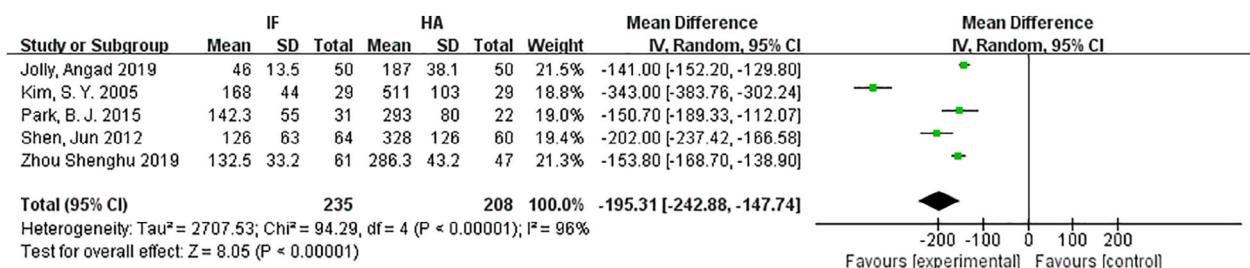 IF HA Mean Difference Mean Difference
Study or Subgroup Mean SD Total Mean SD Total Weight IV, Random, 95% CI IV, Random, 95% CI
Jolly, Angad 2019 46 13.5 50 187 38.1 50 21.5% -141.00 [-152.20, -129.80]
Kim, S. Y. 2005 168 44 29 511 103 29 18.8% -343.00 [-383.76, -302.24]
Park, B. J. 2015 142.3 55 31 293 80 22 19.0% -150.70 [-189.33, -112.07]
Shen, Jun 2012 126 63 64 328 126 60 19.4% -202.00 [-237.42, -166.58]
Zhou Shenghu 2019 132.5 33.2 61 286.3 43.2 47 21.3% -153.80 [-168.70, -138.90]
Total (95% CI) 235 208 100.0% -195.31 [-242.88, -147.74]
Heterogeneity: Tau² = 2707.53; Chi² = 94.29, df = 4 (P < 0.00001); I² = 96%
Test for overall effect: Z = 8.05 (P < 0.00001)
-200 -100 0 100 200
Favours [experimental] Favours [control]